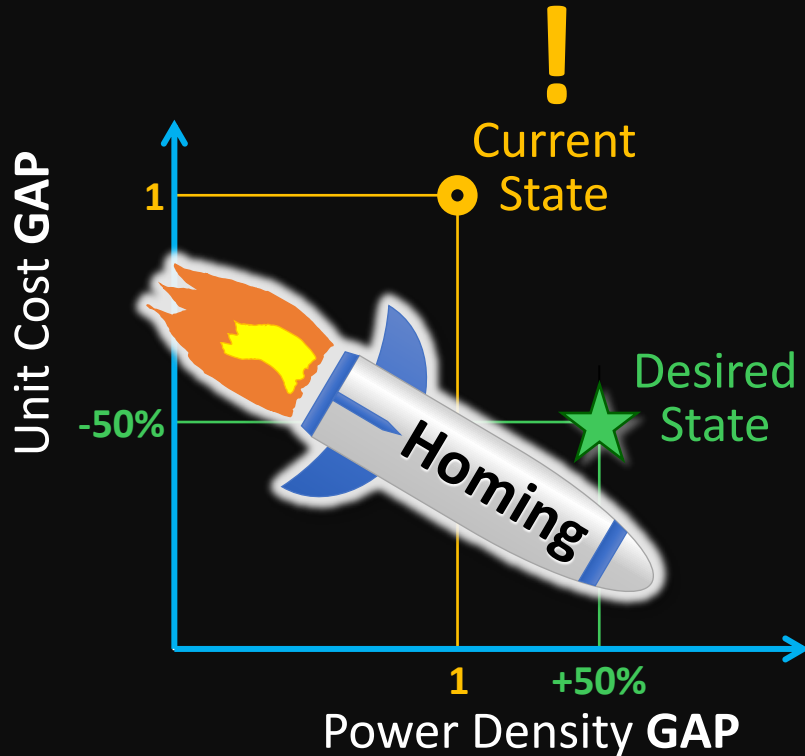 !
Current
State
1
Unit Cost GAP
Desired
State
-50%
Homing
1
+50%
Power Density GAP